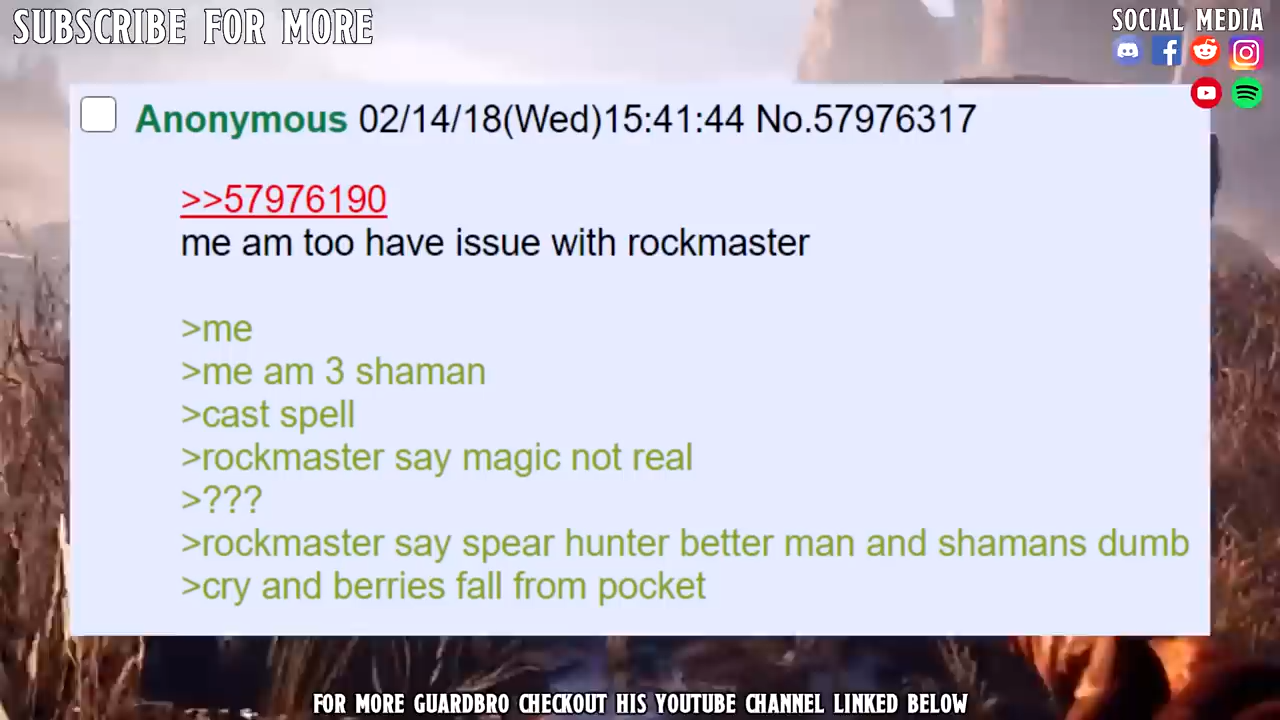 SUBSCRIBE FOR MORE
SOCIAL MEDIA
Anonymous 02/14/18(Wed)15:41:44 No.57976317
>>57976190
me am too have issue with rockmaster
>me
>me am 3 shaman
>cast spell
>rockmaster say magic not real
>???
>rockmaster say spear hunter better man and shamans dumb
>cry and berries fall from pocket
FOR MORE GUARDBRO CHECKOUT HIS YOUTUBE CHANNEL LINKED BELOW